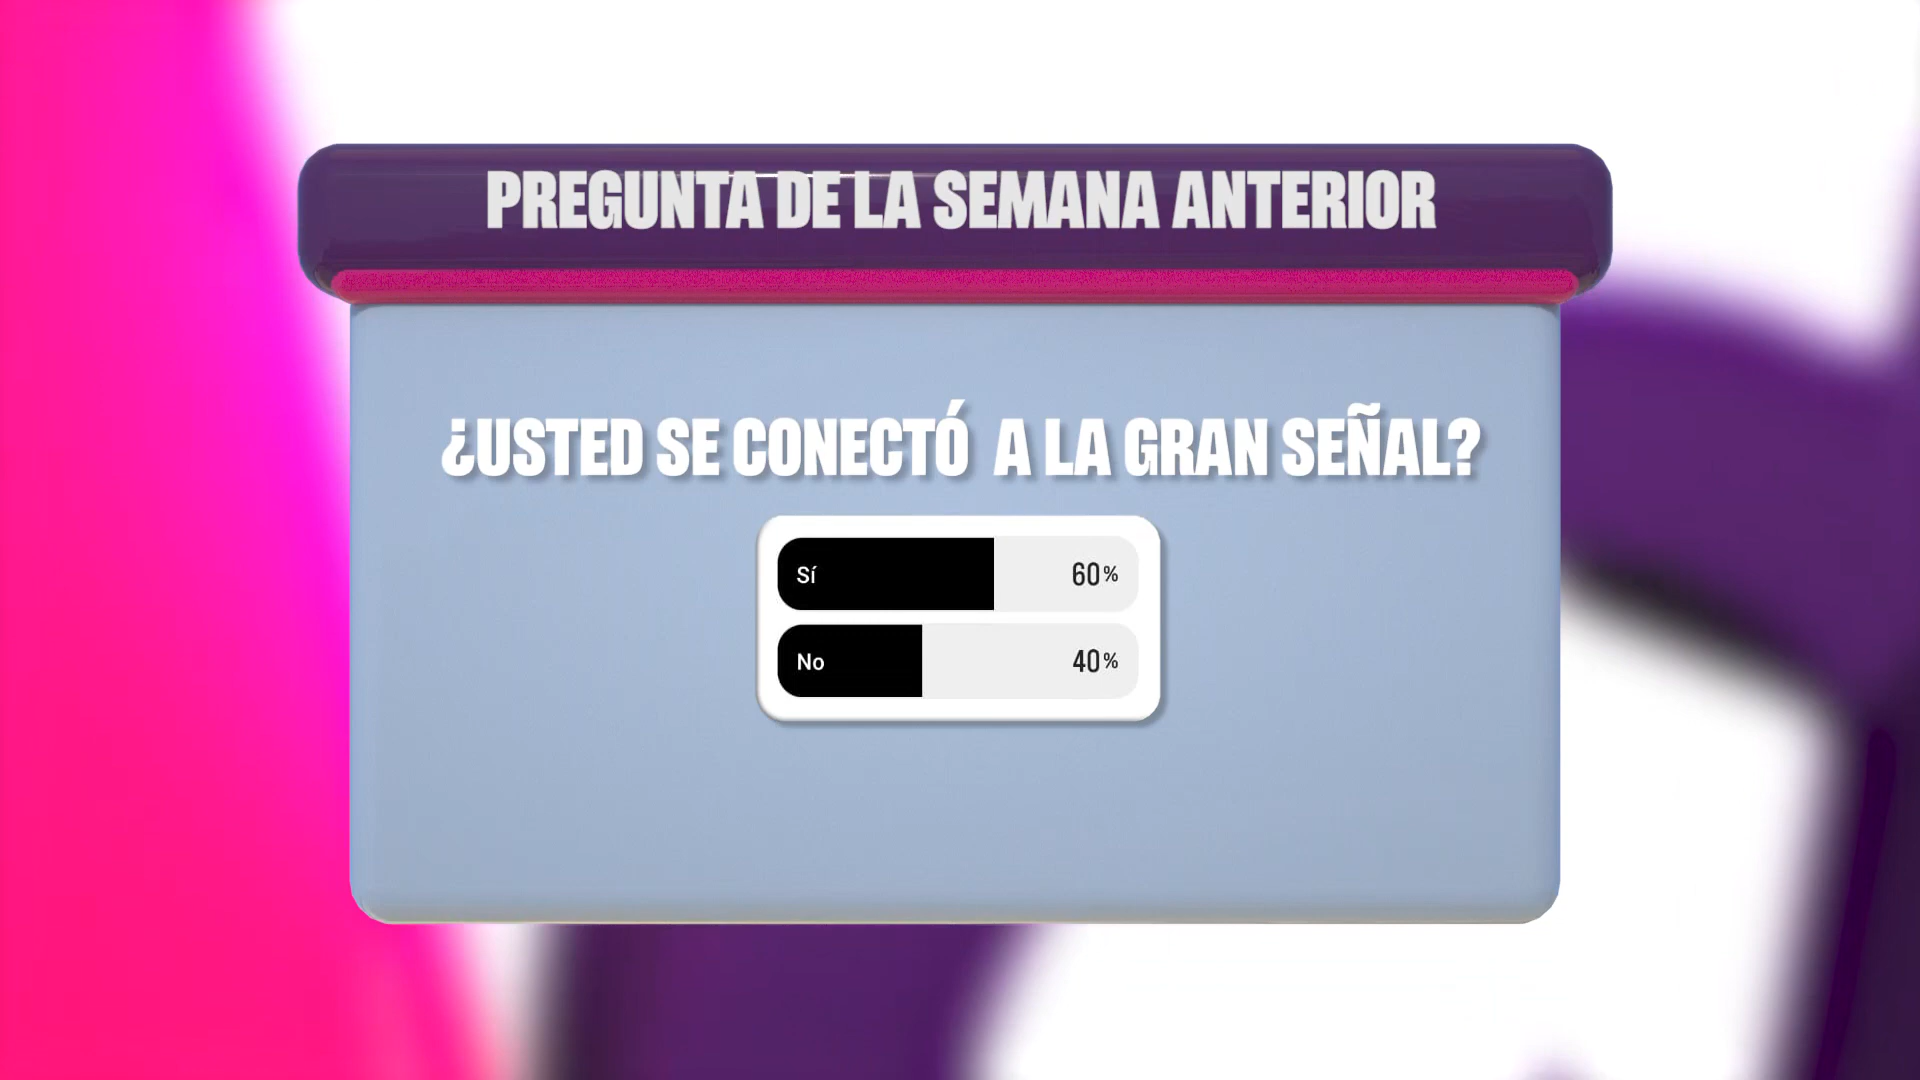 PREGUNTA DE LA SEMANA ANTERIOR
¿USTED SE CONECTÓ A LA GRAN SEÑAL?
Sí 60%
No 40%